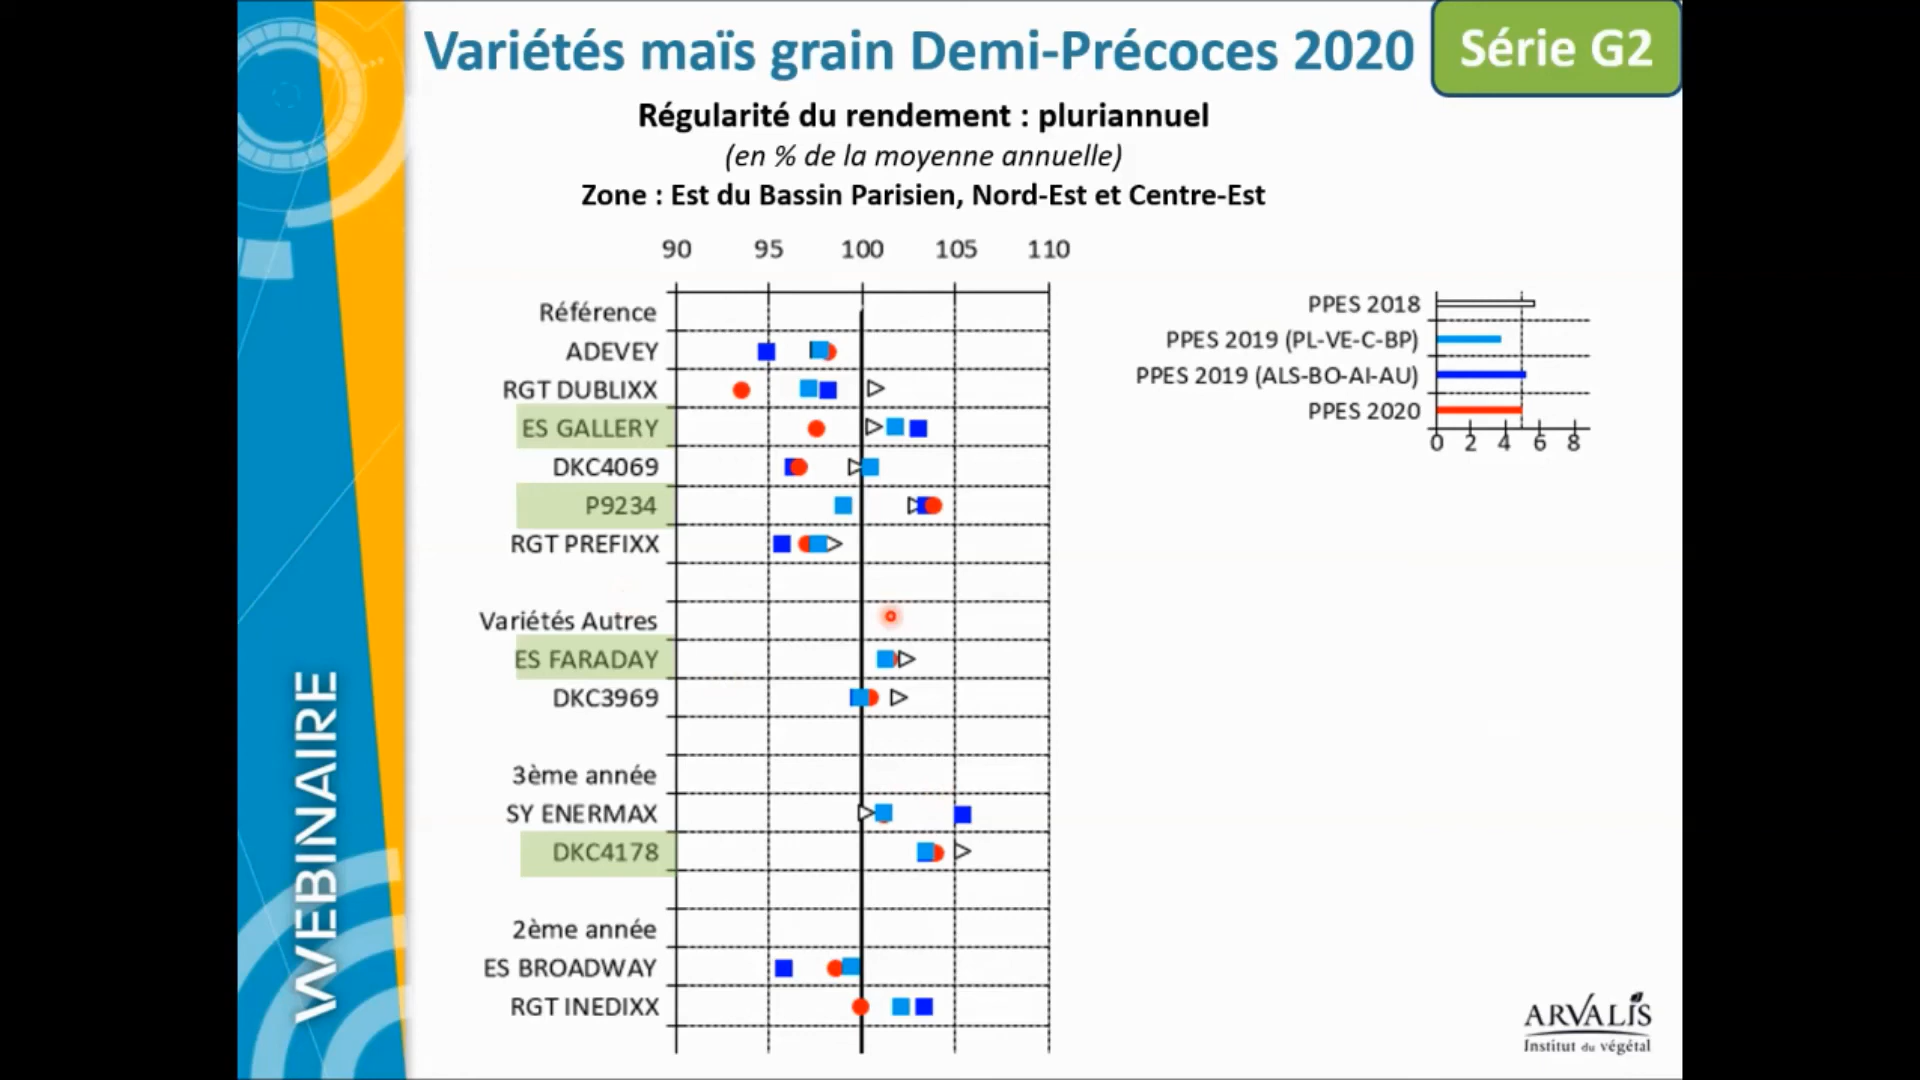 Variétés maïs grain Demi-Précoces 2020
Série G2
Régularité du rendement : pluriannuel
(en % de la moyenne annuelle)
Zone : Est du Bassin Parisien, Nord-Est et Centre-Est
90 95 100 105 110
Référence
ADEVEY
RGT DUBLIXX
ES GALLERY
DKC4069
P9234
RGT PREFIXX
Variétés Autres
ES FARADAY
DKC3969
3ème année
SY ENERMAX
DKC4178
2ème année
ES BROADWAY
RGT INEDIXX
PPES 2018
PPES 2019 (PL-VE-C-BP)
PPES 2019 (ALS-BO-AI-AU)
PPES 2020
0 2 4 6 8
WEBINAIRE
ARVALIS
Institut du végétal